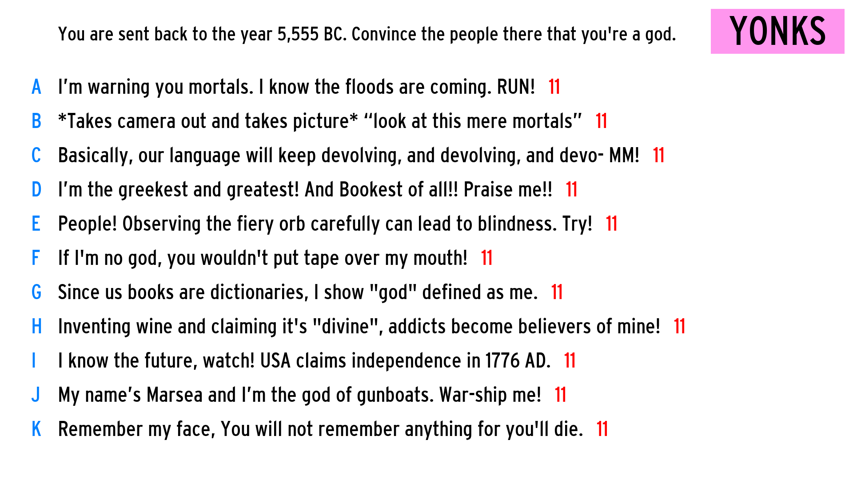 You are sent back to the year 5,555 BC. Convince the people there that you're a god.
YONKS
A I’m warning you mortals. I know the floods are coming. RUN! 11
B *Takes camera out and takes picture* “look at this mere mortals” 11
C Basically, our language will keep devolving, and devolving, and devo- MM! 11
D I’m the greekest and greatest! And Bookest of all!! Praise me!! 11
E People! Observing the fiery orb carefully can lead to blindness. Try! 11
F If I'm no god, you wouldn't put tape over my mouth! 11
G Since us books are dictionaries, I show "god" defined as me. 11
H Inventing wine and claiming it's "divine", addicts become believers of mine! 11
I I know the future, watch! USA claims independence in 1776 AD. 11
J My name’s Marsea and I’m the god of gunboats. War-ship me! 11
K Remember my face, You will not remember anything for you'll die. 11